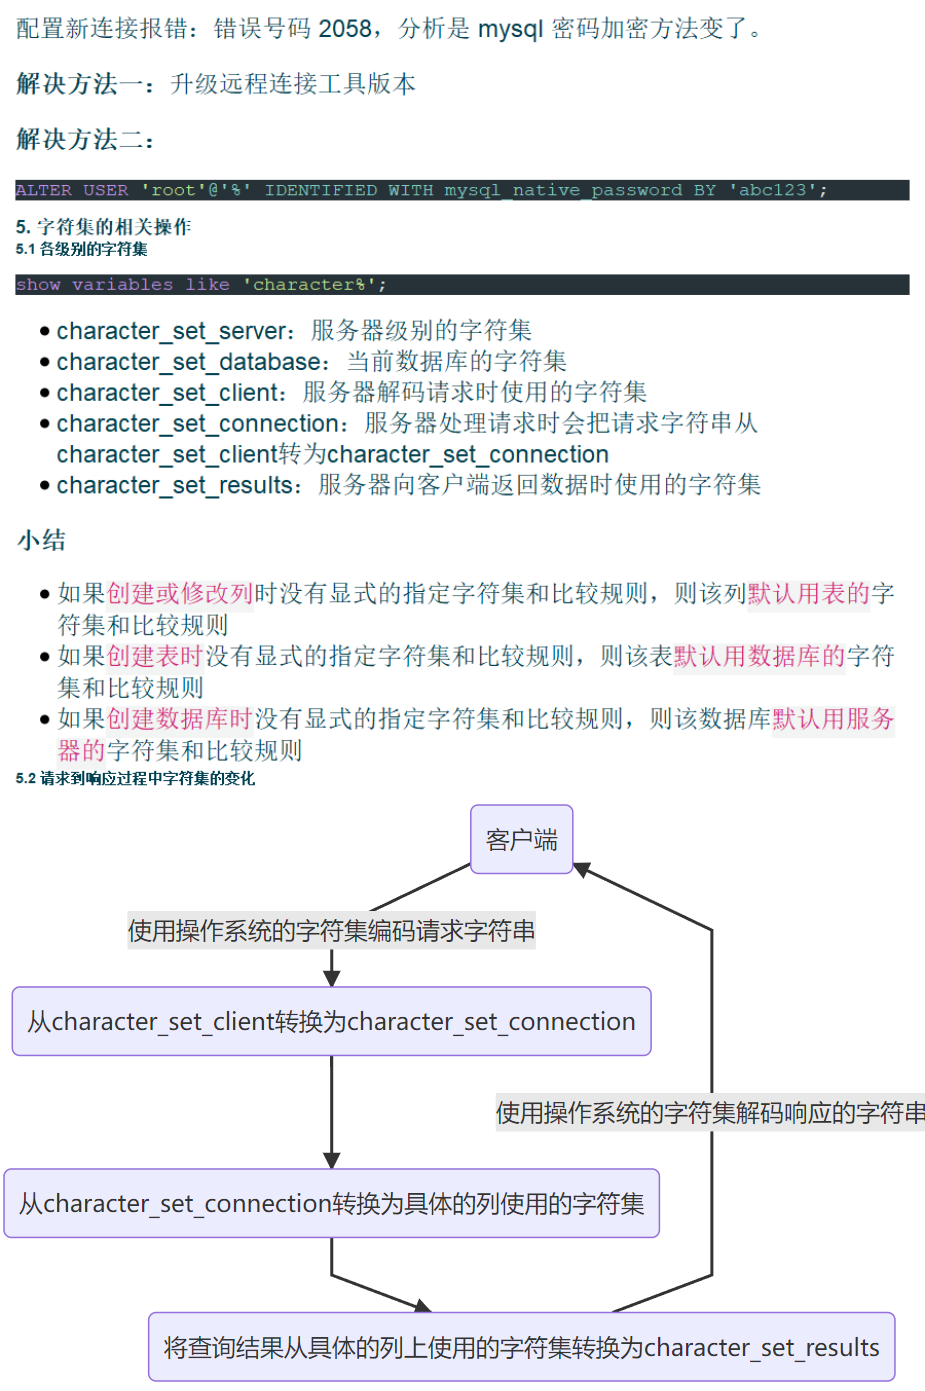 配置新连接报错：错误号码 2058，分析是 mysql 密码加密方法变了。
解决方法一：升级远程连接工具版本
解决方法二：
ALTER USER 'root'@'%' IDENTIFIED WITH mysql_native_password BY 'abc123';
5. 字符集的相关操作
5.1 各级别的字符集
show variables like 'character%';
character_set_server：服务器级别的字符集
character_set_database：当前数据库的字符集
character_set_client：服务器解码请求时使用的字符集
character_set_connection：服务器处理请求时会把请求字符串从
character_set_client转为character_set_connection
character_set_results：服务器向客户端返回数据时使用的字符集
小结
如果创建或修改列时没有显式的指定字符集和比较规则，则该列默认用表的字
符集和比较规则
如果创建表时没有显式的指定字符集和比较规则，则该表默认用数据库的字符
集和比较规则
如果创建数据库时没有显式的指定字符集和比较规则，则该数据库默认用服务
器的字符集和比较规则
5.2 请求到响应过程中字符集的变化
客户端
使用操作系统的字符集编码请求字符串
从character_set_client转换为character_set_connection
使用操作系统的字符集解码响应的字符串
从character_set_connection转换为具体的列使用的字符集
将查询结果从具体的列上使用的字符集转换为character_set_results